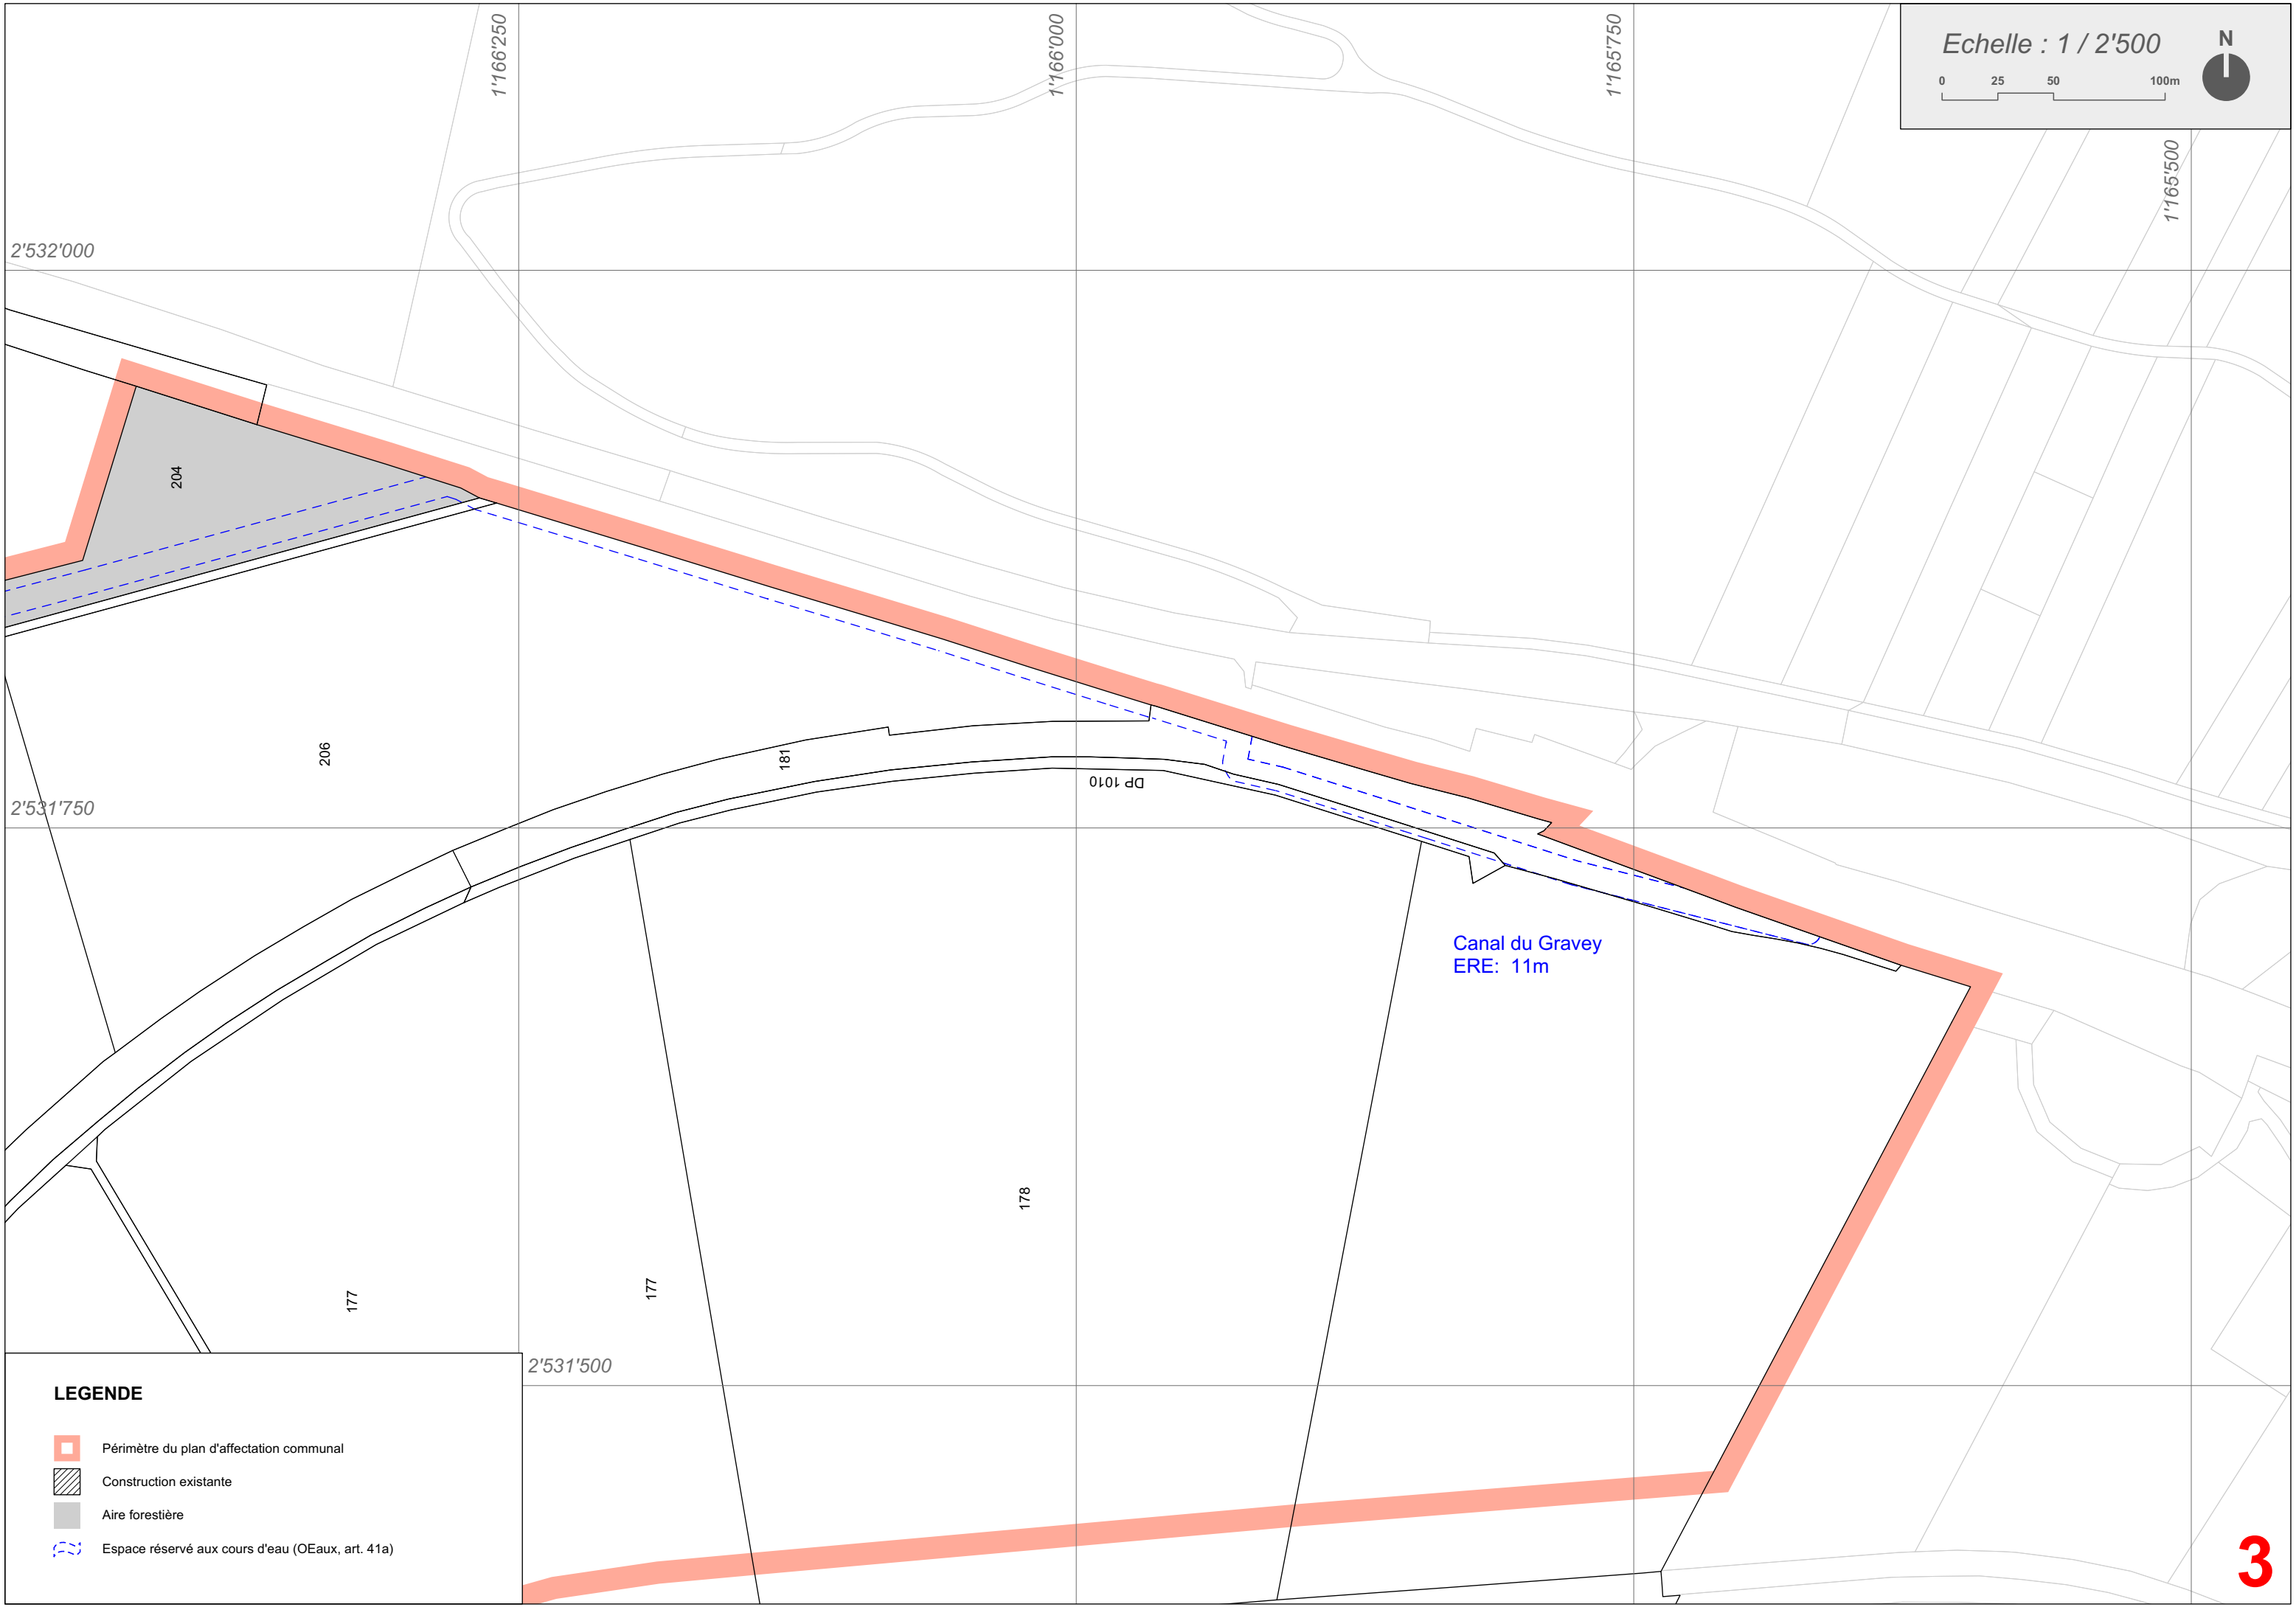 1'166'250
1'166'000
1'165'750
1'165'500
Echelle : 1 / 2'500
N
0 25 50 100m
2'532'000
204
206
181
DP 1010
2'531'750
Canal du Gravey
ERE: 11m
178
177
177
2'531'500
LEGENDE
Périmètre du plan d'affectation communal
Construction existante
Aire forestière
Espace réservé aux cours d'eau (OEaux, art. 41a)
3